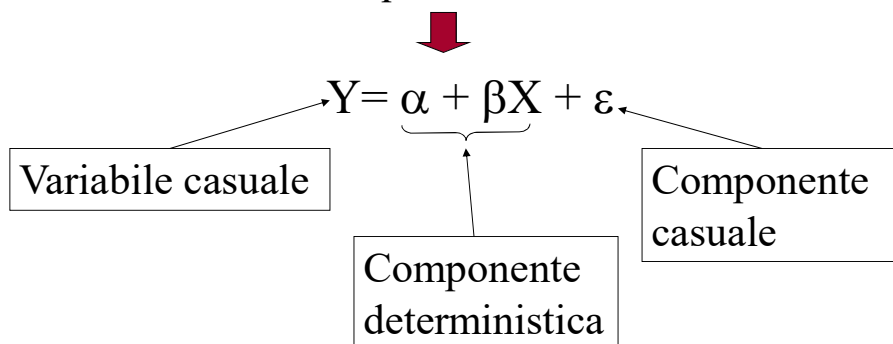 Y= α + βX + ε
Variabile casuale
Componente
casuale
Componente
deterministica